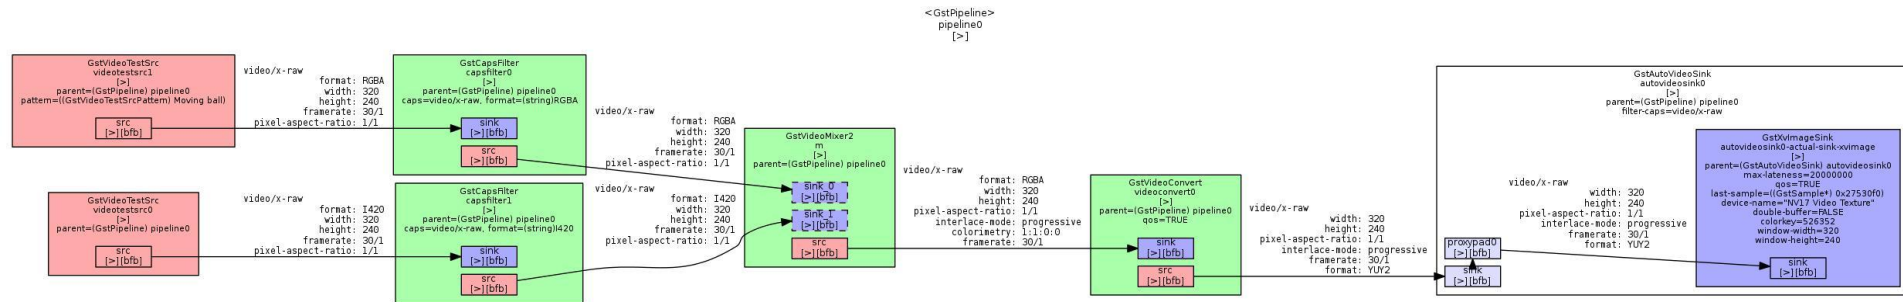 <GstPipeline>
pipeline0
[>]
GstVideoTestSrc
videotestsrc1
[>]
parent=(GstPipeline) pipeline0
pattern=((GstVideoTestSrcPattern) Moving ball)
src
[>][bfb]
video/x-raw
format: RGBA
width: 320
height: 240
framerate: 30/1
pixel-aspect-ratio: 1/1
GstCapsFilter
capsfilter0
[>]
parent=(GstPipeline) pipeline0
caps=video/x-raw, format=(string)RGBA
sink
[>][bfb]
src
[>][bfb]
video/x-raw
format: RGBA
width: 320
height: 240
framerate: 30/1
pixel-aspect-ratio: 1/1
GstVideoTestSrc
videotestsrc0
[>]
parent=(GstPipeline) pipeline0
src
[>][bfb]
video/x-raw
format: I420
width: 320
height: 240
framerate: 30/1
pixel-aspect-ratio: 1/1
GstCapsFilter
capsfilter1
[>]
parent=(GstPipeline) pipeline0
caps=video/x-raw, format=(string)I420
sink
[>][bfb]
src
[>][bfb]
video/x-raw
format: I420
width: 320
height: 240
framerate: 30/1
pixel-aspect-ratio: 1/1
GstVideoMixer2
m
[>]
parent=(GstPipeline) pipeline0
sink_0
[>][bfb]
sink_1
[>][bfb]
src
[>][bfb]
video/x-raw
format: RGBA
width: 320
height: 240
pixel-aspect-ratio: 1/1
interlace-mode: progressive
colorimetry: 1:1:0:0
framerate: 30/1
GstVideoConvert
videoconvert0
[>]
parent=(GstPipeline) pipeline0
qos=TRUE
sink
[>][bfb]
src
[>][bfb]
video/x-raw
width: 320
height: 240
pixel-aspect-ratio: 1/1
interlace-mode: progressive
framerate: 30/1
format: YUY2
GstAutoVideoSink
autovideosink0
[>]
parent=(GstPipeline) pipeline0
filter-caps=video/x-raw
proxypad0
[>][bfb]
sink
[>][bfb]
video/x-raw
width: 320
height: 240
pixel-aspect-ratio: 1/1
interlace-mode: progressive
framerate: 30/1
format: YUY2
GstXvImageSink
autovideosink0-actual-sink-xvimage
[>]
parent=(GstAutoVideoSink) autovideosink0
max-lateness=20000000
qos=TRUE
last-sample=((GstSample*) 0x27530f0)
device-name="NV17 Video Texture"
double-buffer=FALSE
colorkey=526352
window-width=320
window-height=240
sink
[>][bfb]